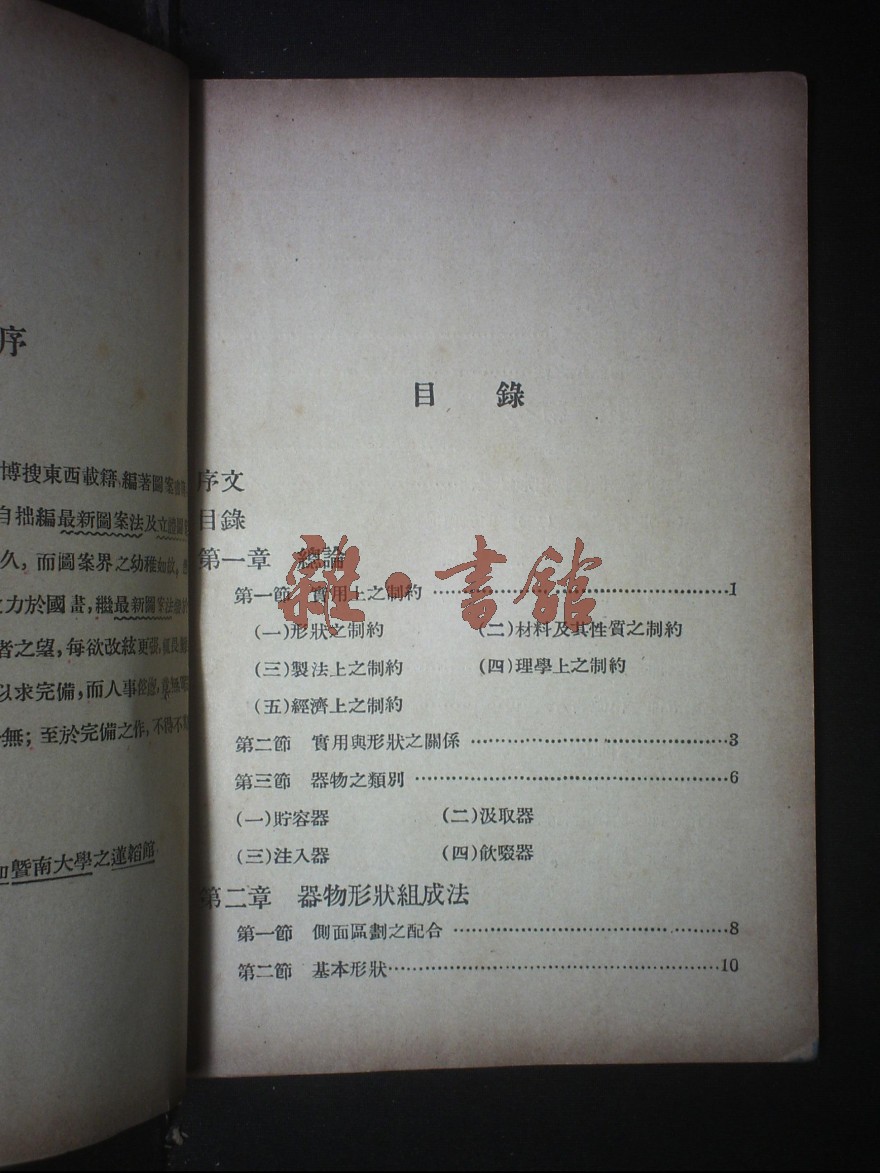 序
博搜東西載籍,編著圖案
自拙編最新圖案法及立體圖
久,而圖案界之幼稚如故,
之力於國畫,繼最新圖案法
者之望,每欲改絃更張,
以求完備,而人事
無;至於完備之作,不得不
暨南大學之蓮韜館
目錄
序文
目錄
第一章 總論
第一節 實用上之制約……1
(一)形狀之制約 (二)材料及其性質之制約
(三)製法上之制約 (四)理學上之制約
(五)經濟上之制約
第二節 實用與形狀之關係……3
第三節 器物之類別……6
(一)貯容器 (二)汲取器
(三)注入器 (四)飲啜器
第二章 器物形狀組成法
第一節 側面區劃之配合……8
第二節 基本形狀……10
雜·書館